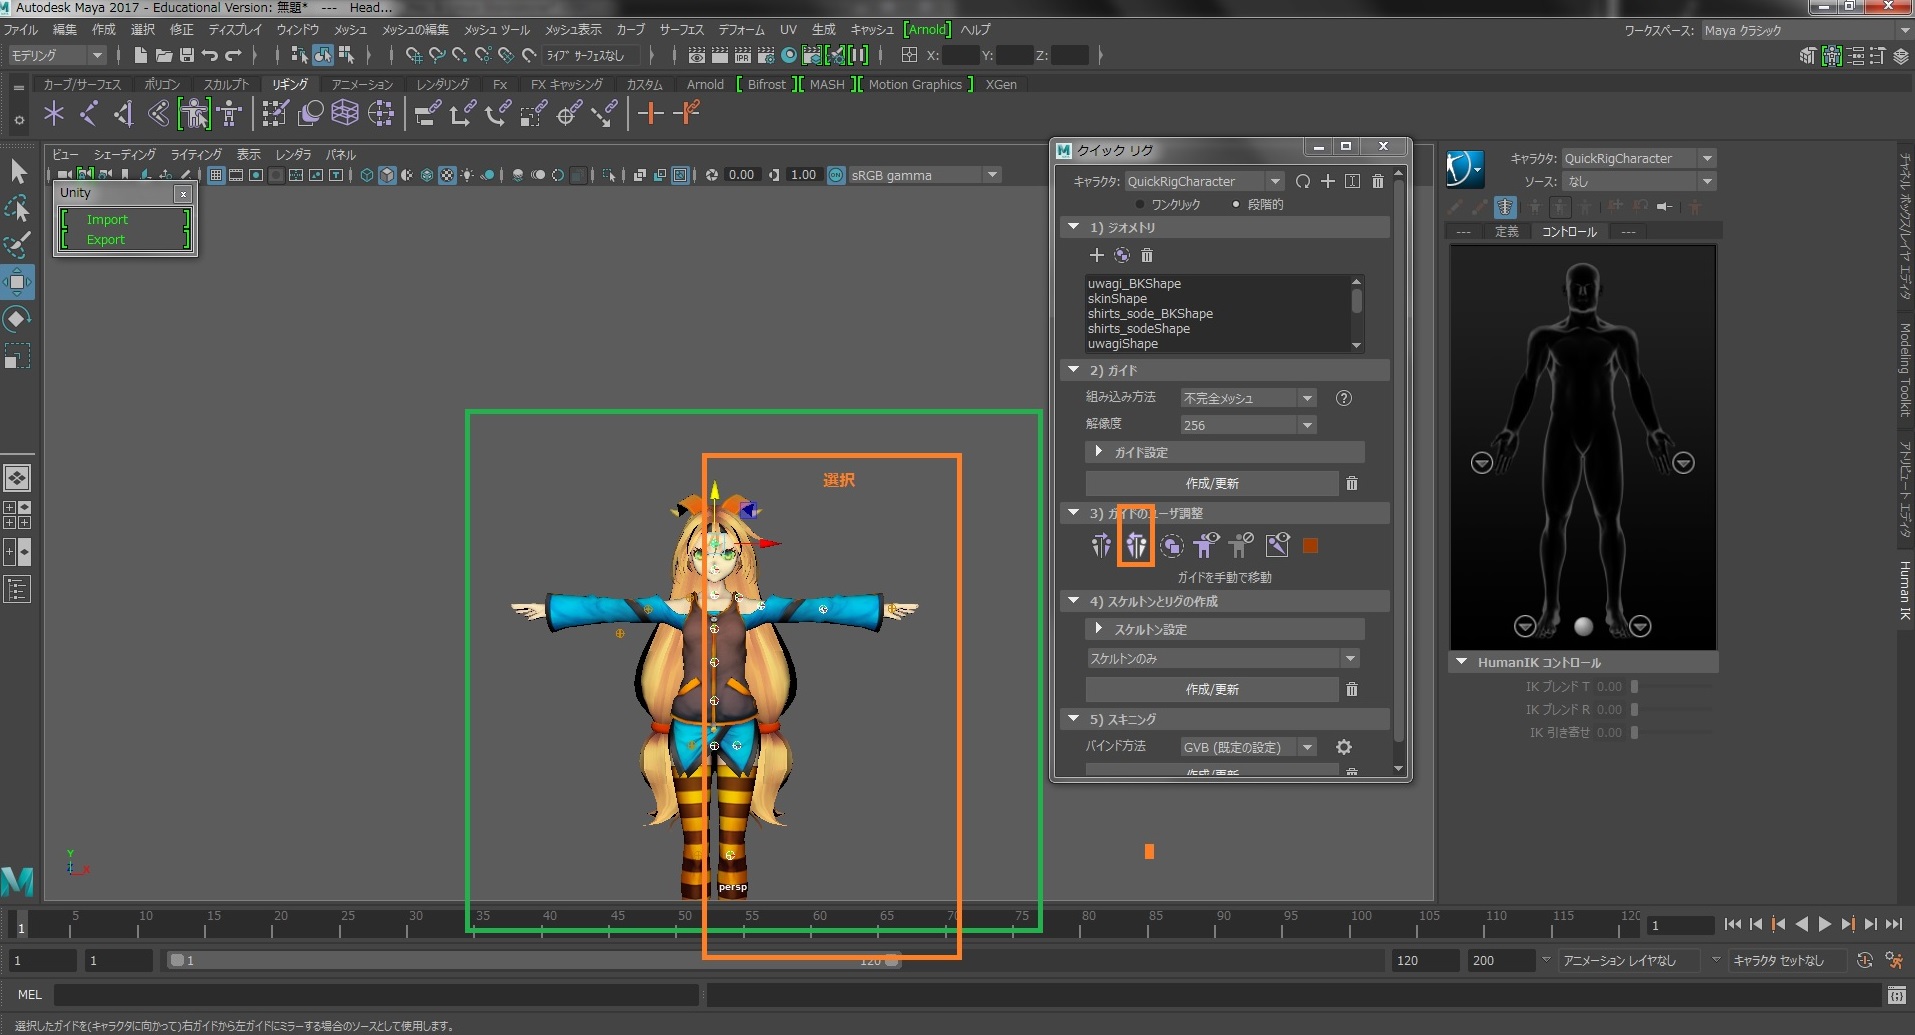 Autodesk Maya 2017 - Educational Version: 無題* --- Head...
ファイル 編集 作成 選択 修正 ディスプレイ ウィンドウ メッシュ メッシュの編集 メッシュ ツール メッシュ表示 カーブ サーフェス デフォーム UV 生成 キャッシュ [Arnold] ヘルプ
ワークスペース: Maya クラシック
モデリング
ライブ サーフェスなし
IPR
X: Y: Z:
カーブ/サーフェス ポリゴン スカルプト リギング アニメーション レンダリング Fx FX キャッシング カスタム Arnold [ Bifrost ] [ MASH ] [ Motion Graphics ] XGen
ビュー シェーディング ライティング 表示 レンダラ パネル
0.00 1.00 ON sRGB gamma
Unity
Import
Export
選択
persp
Y
Z X
クイック リグ
キャラクタ: QuickRigCharacter
ワンクリック 段階的
1) ジオメトリ
uwagi_BKShape
skinShape
shirts_sode_BKShape
shirts_sodeShape
uwagiShape
2) ガイド
組み込み方法 不完全メッシュ
解像度 256
ガイド設定
作成/更新
3) ガイドのユーザ調整
ガイドを手動で移動
4) スケルトンとリグの作成
スケルトン設定
スケルトンのみ
作成/更新
5) スキニング
バインド方法 GVB (既定の設定)
作成/更新
キャラクタ: QuickRigCharacter
ソース: なし
--- 定義 コントロール ---
HumanIK コントロール
IK ブレンド T 0.00
IK ブレンド R 0.00
IK 引き寄せ 0.00
チャネル ボックス/レイヤ エディタ
Modeling Toolkit
アトリビュート エディタ
Human IK
1 5 10 15 20 25 30 35 40 45 50 55 60 65 70 75 80 85 90 95 100 105 110 115 120
1
1 1 1 120 120 200 アニメーション レイヤなし キャラクタ セットなし
MEL
選択したガイドを(キャラクタに向かって)右ガイドから左ガイドにミラーする場合のソースとして使用します。